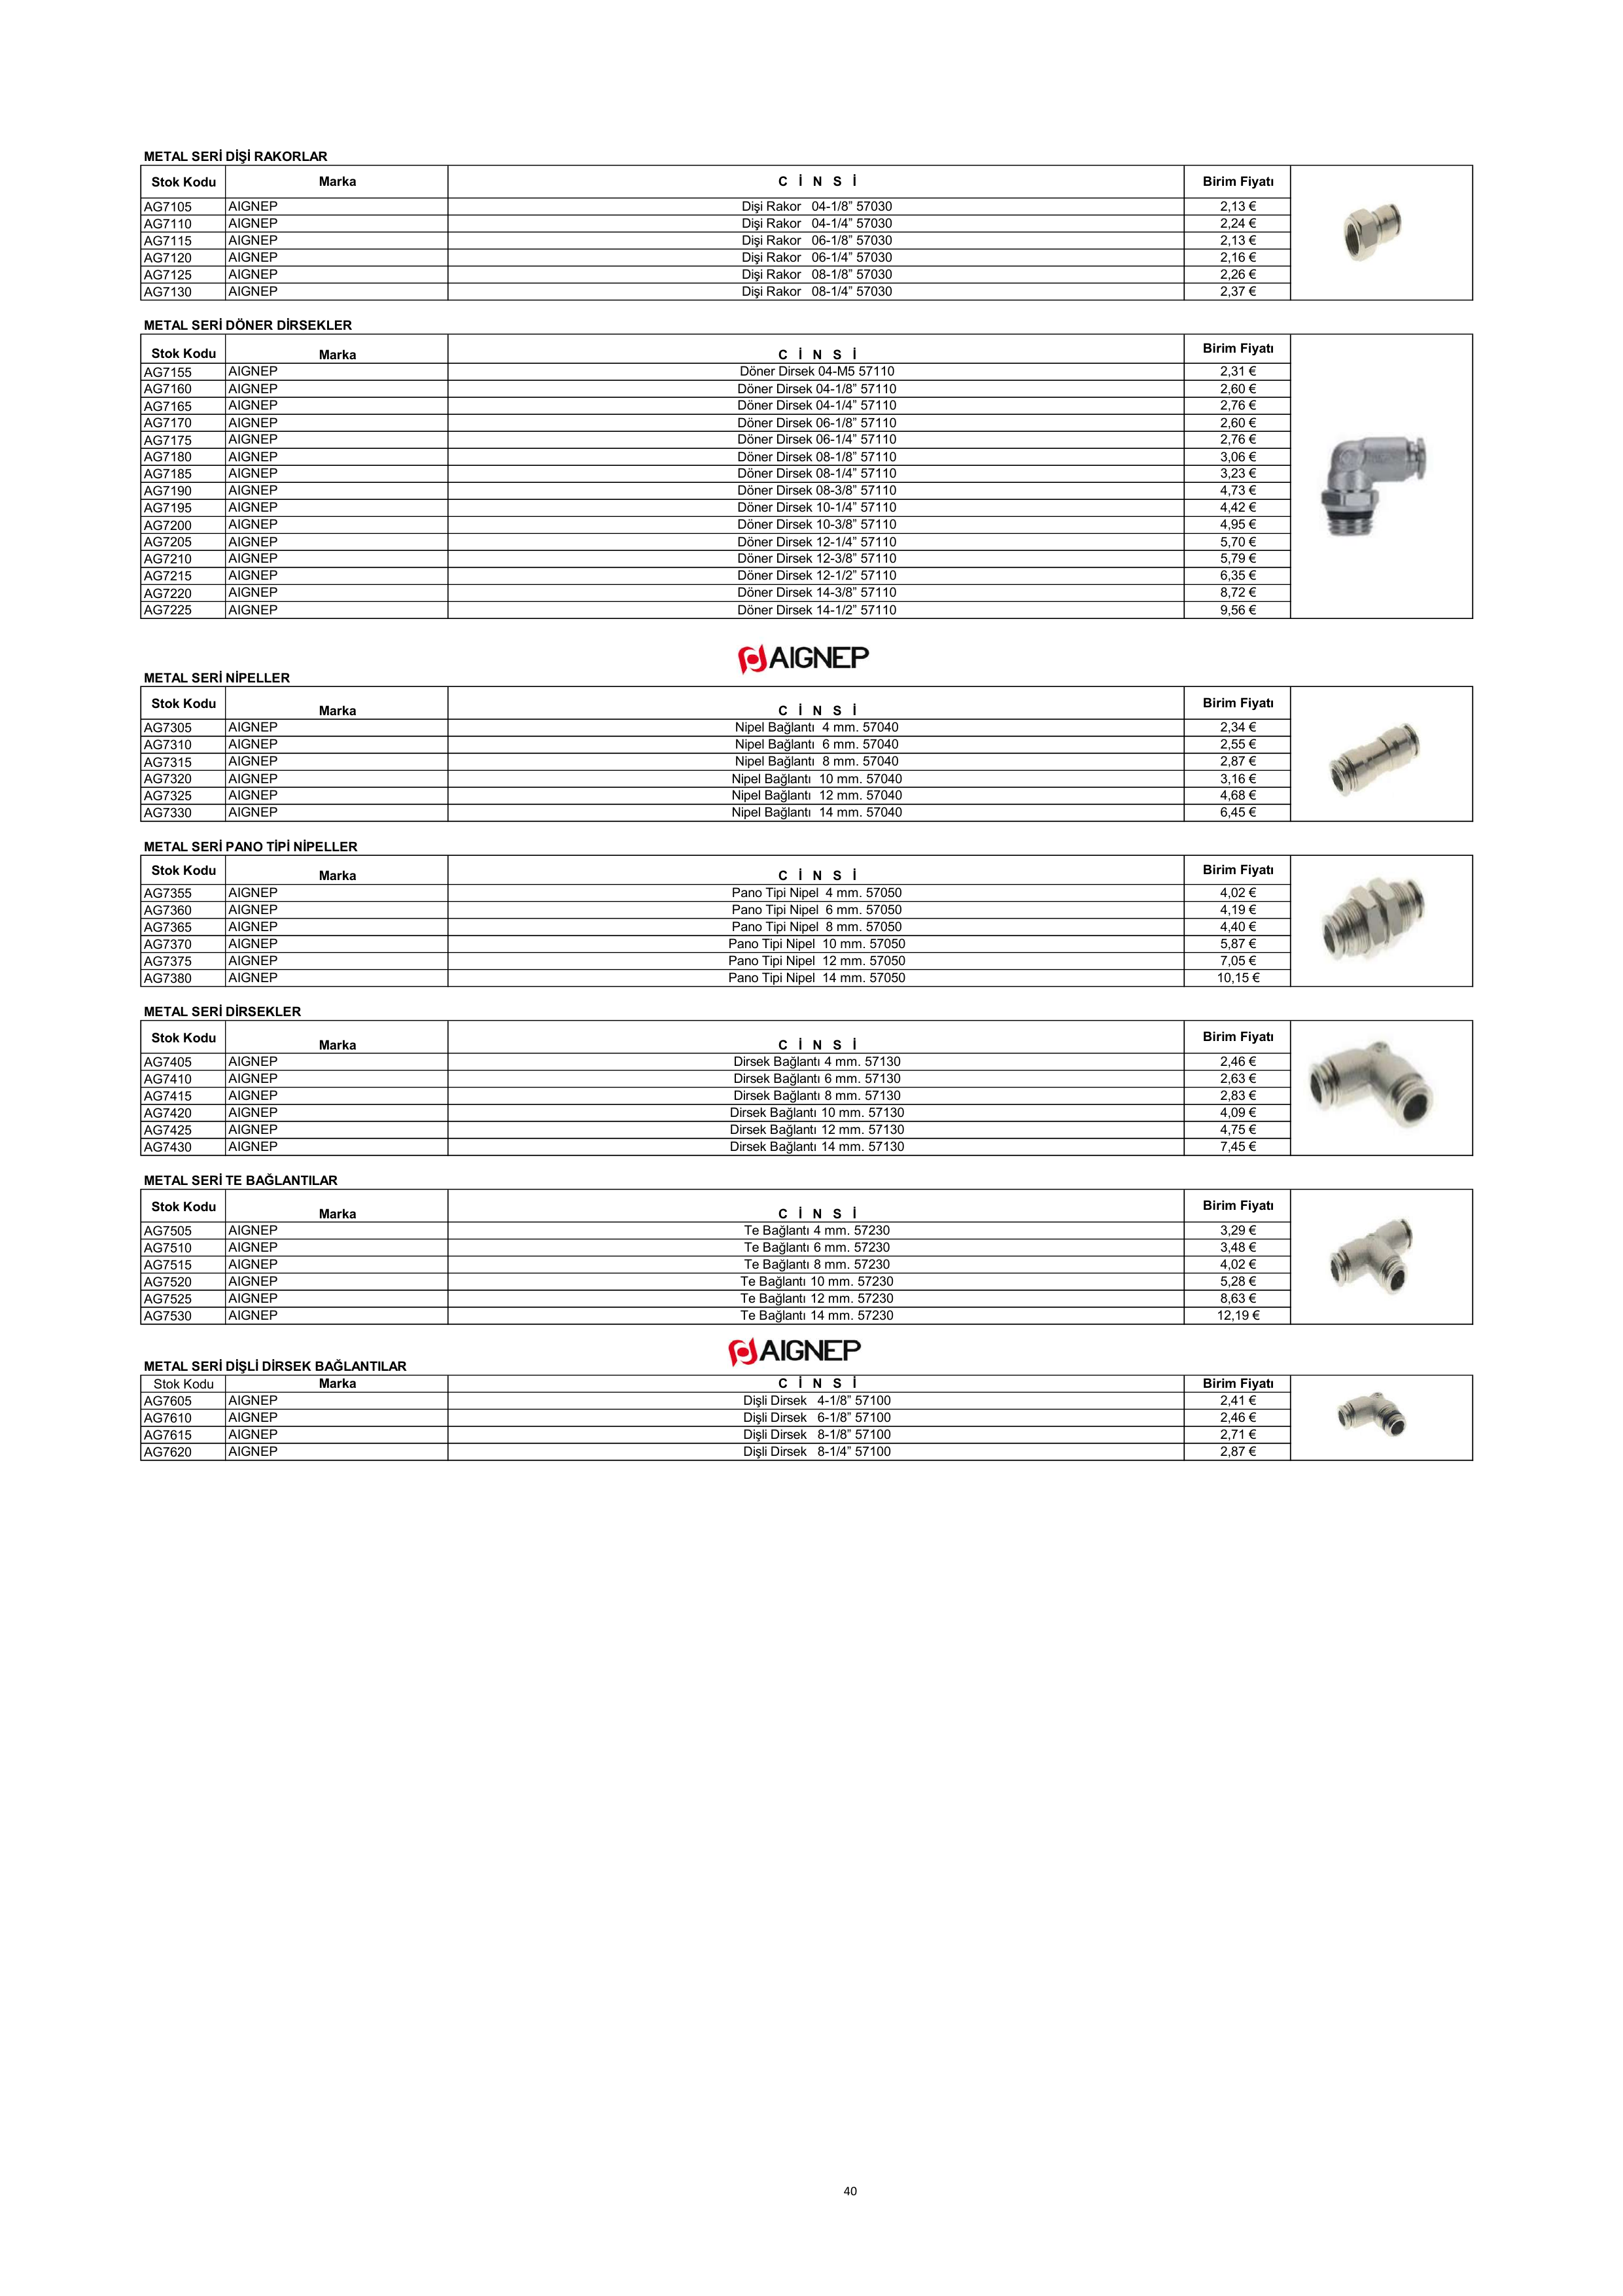 METAL SERİ DİŞİ RAKORLAR
Stok Kodu Marka C İ N S İ Birim Fiyatı
AG7105 AIGNEP Dişi Rakor 04-1/8” 57030 2,13 €
AG7110 AIGNEP Dişi Rakor 04-1/4” 57030 2,24 €
AG7115 AIGNEP Dişi Rakor 06-1/8” 57030 2,13 €
AG7120 AIGNEP Dişi Rakor 06-1/4” 57030 2,16 €
AG7125 AIGNEP Dişi Rakor 08-1/8” 57030 2,26 €
AG7130 AIGNEP Dişi Rakor 08-1/4” 57030 2,37 €
METAL SERİ DÖNER DİRSEKLER
Stok Kodu Marka C İ N S İ Birim Fiyatı
AG7155 AIGNEP Döner Dirsek 04-M5 57110 2,31 €
AG7160 AIGNEP Döner Dirsek 04-1/8” 57110 2,60 €
AG7165 AIGNEP Döner Dirsek 04-1/4” 57110 2,76 €
AG7170 AIGNEP Döner Dirsek 06-1/8” 57110 2,60 €
AG7175 AIGNEP Döner Dirsek 06-1/4” 57110 2,76 €
AG7180 AIGNEP Döner Dirsek 08-1/8” 57110 3,06 €
AG7185 AIGNEP Döner Dirsek 08-1/4” 57110 3,23 €
AG7190 AIGNEP Döner Dirsek 08-3/8” 57110 4,73 €
AG7195 AIGNEP Döner Dirsek 10-1/4” 57110 4,42 €
AG7200 AIGNEP Döner Dirsek 10-3/8” 57110 4,95 €
AG7205 AIGNEP Döner Dirsek 12-1/4” 57110 5,70 €
AG7210 AIGNEP Döner Dirsek 12-3/8” 57110 5,79 €
AG7215 AIGNEP Döner Dirsek 12-1/2” 57110 6,35 €
AG7220 AIGNEP Döner Dirsek 14-3/8” 57110 8,72 €
AG7225 AIGNEP Döner Dirsek 14-1/2” 57110 9,56 €
AIGNEP
METAL SERİ NİPELLER
Stok Kodu Marka C İ N S İ Birim Fiyatı
AG7305 AIGNEP Nipel Bağlantı 4 mm. 57040 2,34 €
AG7310 AIGNEP Nipel Bağlantı 6 mm. 57040 2,55 €
AG7315 AIGNEP Nipel Bağlantı 8 mm. 57040 2,87 €
AG7320 AIGNEP Nipel Bağlantı 10 mm. 57040 3,16 €
AG7325 AIGNEP Nipel Bağlantı 12 mm. 57040 4,68 €
AG7330 AIGNEP Nipel Bağlantı 14 mm. 57040 6,45 €
METAL SERİ PANO TİPİ NİPELLER
Stok Kodu Marka C İ N S İ Birim Fiyatı
AG7355 AIGNEP Pano Tipi Nipel 4 mm. 57050 4,02 €
AG7360 AIGNEP Pano Tipi Nipel 6 mm. 57050 4,19 €
AG7365 AIGNEP Pano Tipi Nipel 8 mm. 57050 4,40 €
AG7370 AIGNEP Pano Tipi Nipel 10 mm. 57050 5,87 €
AG7375 AIGNEP Pano Tipi Nipel 12 mm. 57050 7,05 €
AG7380 AIGNEP Pano Tipi Nipel 14 mm. 57050 10,15 €
METAL SERİ DİRSEKLER
Stok Kodu Marka C İ N S İ Birim Fiyatı
AG7405 AIGNEP Dirsek Bağlantı 4 mm. 57130 2,46 €
AG7410 AIGNEP Dirsek Bağlantı 6 mm. 57130 2,63 €
AG7415 AIGNEP Dirsek Bağlantı 8 mm. 57130 2,83 €
AG7420 AIGNEP Dirsek Bağlantı 10 mm. 57130 4,09 €
AG7425 AIGNEP Dirsek Bağlantı 12 mm. 57130 4,75 €
AG7430 AIGNEP Dirsek Bağlantı 14 mm. 57130 7,45 €
METAL SERİ TE BAĞLANTILAR
Stok Kodu Marka C İ N S İ Birim Fiyatı
AG7505 AIGNEP Te Bağlantı 4 mm. 57230 3,29 €
AG7510 AIGNEP Te Bağlantı 6 mm. 57230 3,48 €
AG7515 AIGNEP Te Bağlantı 8 mm. 57230 4,02 €
AG7520 AIGNEP Te Bağlantı 10 mm. 57230 5,28 €
AG7525 AIGNEP Te Bağlantı 12 mm. 57230 8,63 €
AG7530 AIGNEP Te Bağlantı 14 mm. 57230 12,19 €
AIGNEP
METAL SERİ DİŞLİ DİRSEK BAĞLANTILAR
Stok Kodu Marka C İ N S İ Birim Fiyatı
AG7605 AIGNEP Dişli Dirsek 4-1/8” 57100 2,41 €
AG7610 AIGNEP Dişli Dirsek 6-1/8” 57100 2,46 €
AG7615 AIGNEP Dişli Dirsek 8-1/8” 57100 2,71 €
AG7620 AIGNEP Dişli Dirsek 8-1/4” 57100 2,87 €
40